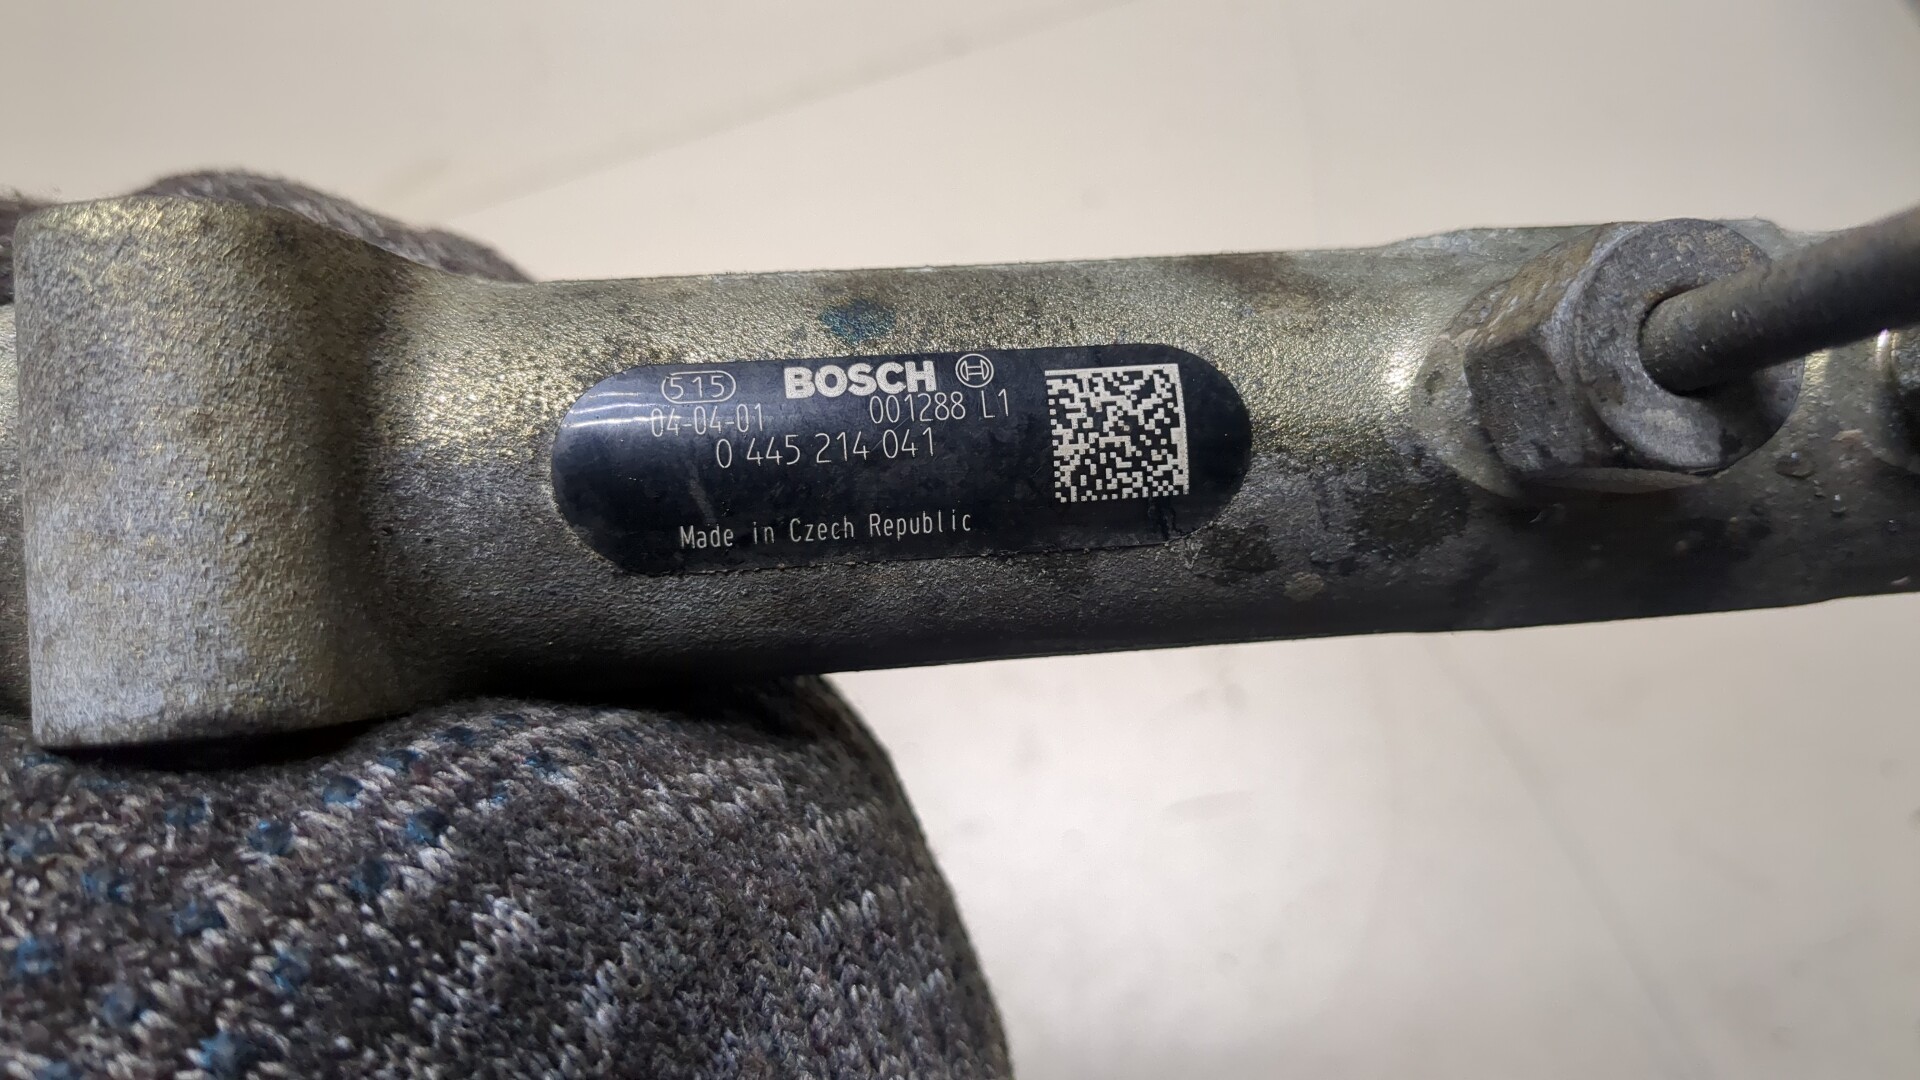 515 BOSCH
04-04-01 001288 L1
0 445 214 041
Made in Czech Republic